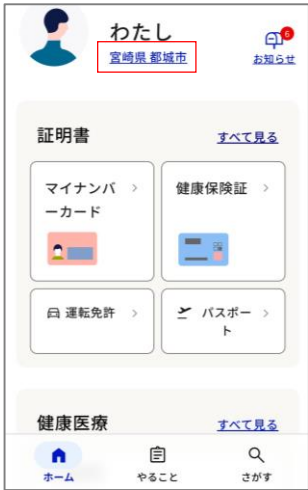 わたし
宮崎県 都城市
6
お知らせ
証明書
すべて見る
マイナンバ
ーカード
健康保険証
運転免許
パスポー
ト
健康医療
すべて見る
ホーム
やること
さがす